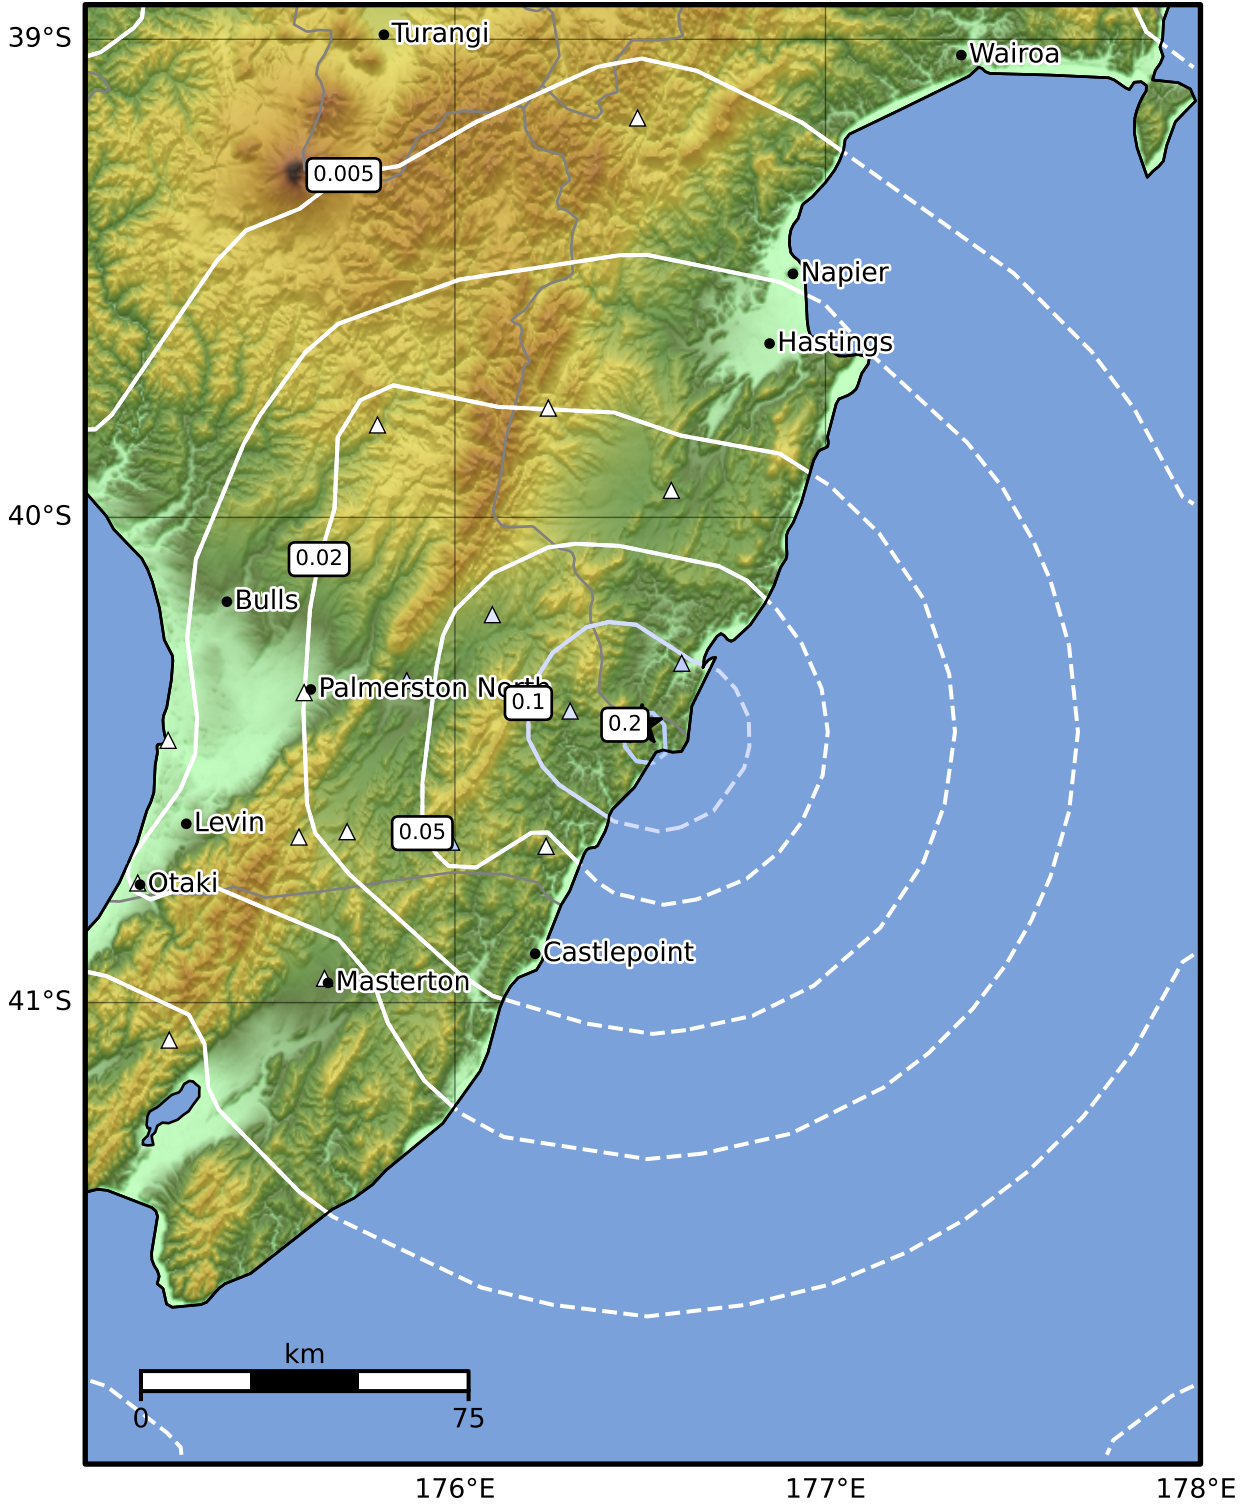 39°S
Turangi
Wairoa
0.005
Napier
Hastings
40°S
0.02
Bulls
Palmerston North
0.1
0.2
Levin
0.05
Otaki
Castlepoint
Masterton
41°S
km
0
75
176°E
177°E
178°E